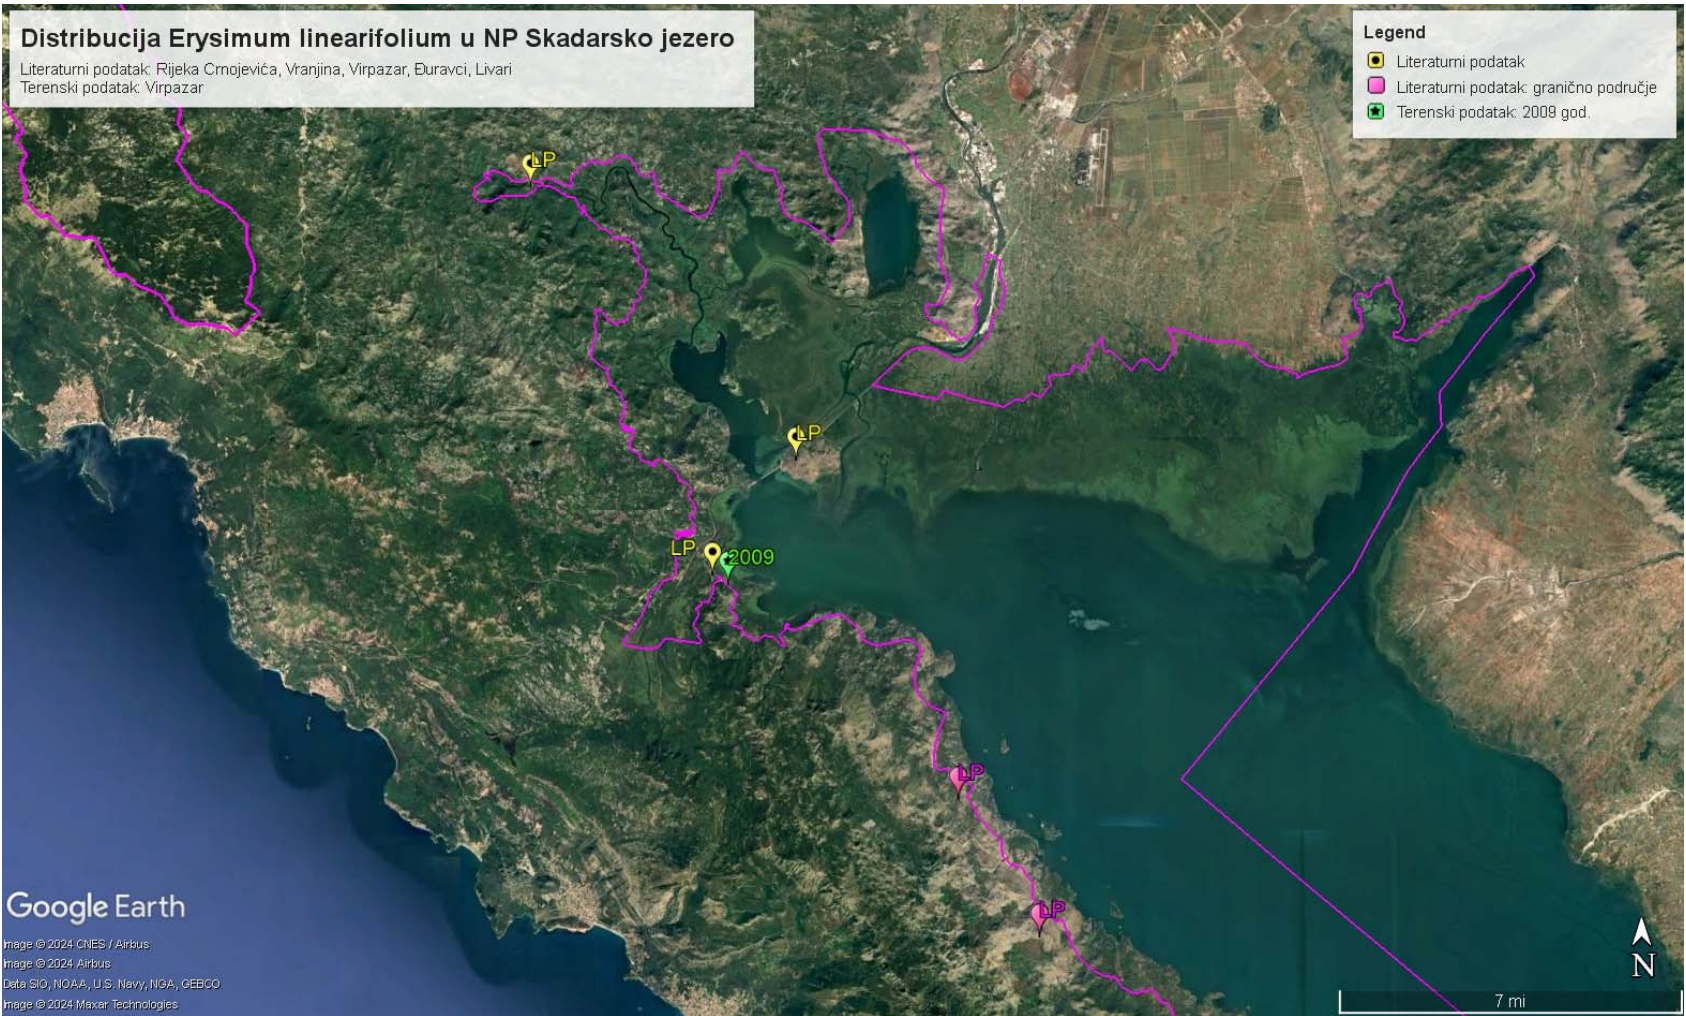 Distribucija Erysimum linearifolium u NP Skadarsko jezero
Literaturni podatak: Rijeka Crnojevića, Vranjina, Virpazar, Đuravci, Livari
Terenski podatak: Virpazar
Legend
Literaturni podatak
Literaturni podatak: granično područje
Terenski podatak: 2009 god.
LP
LP
LP
2009
LP
LP
Google Earth
Image © 2024 CNES / Airbus
Image © 2024 Airbus
Data SIO, NOAA, U.S. Navy, NGA, GEBCO
Image © 2024 Maxar Technologies
N
7 mi